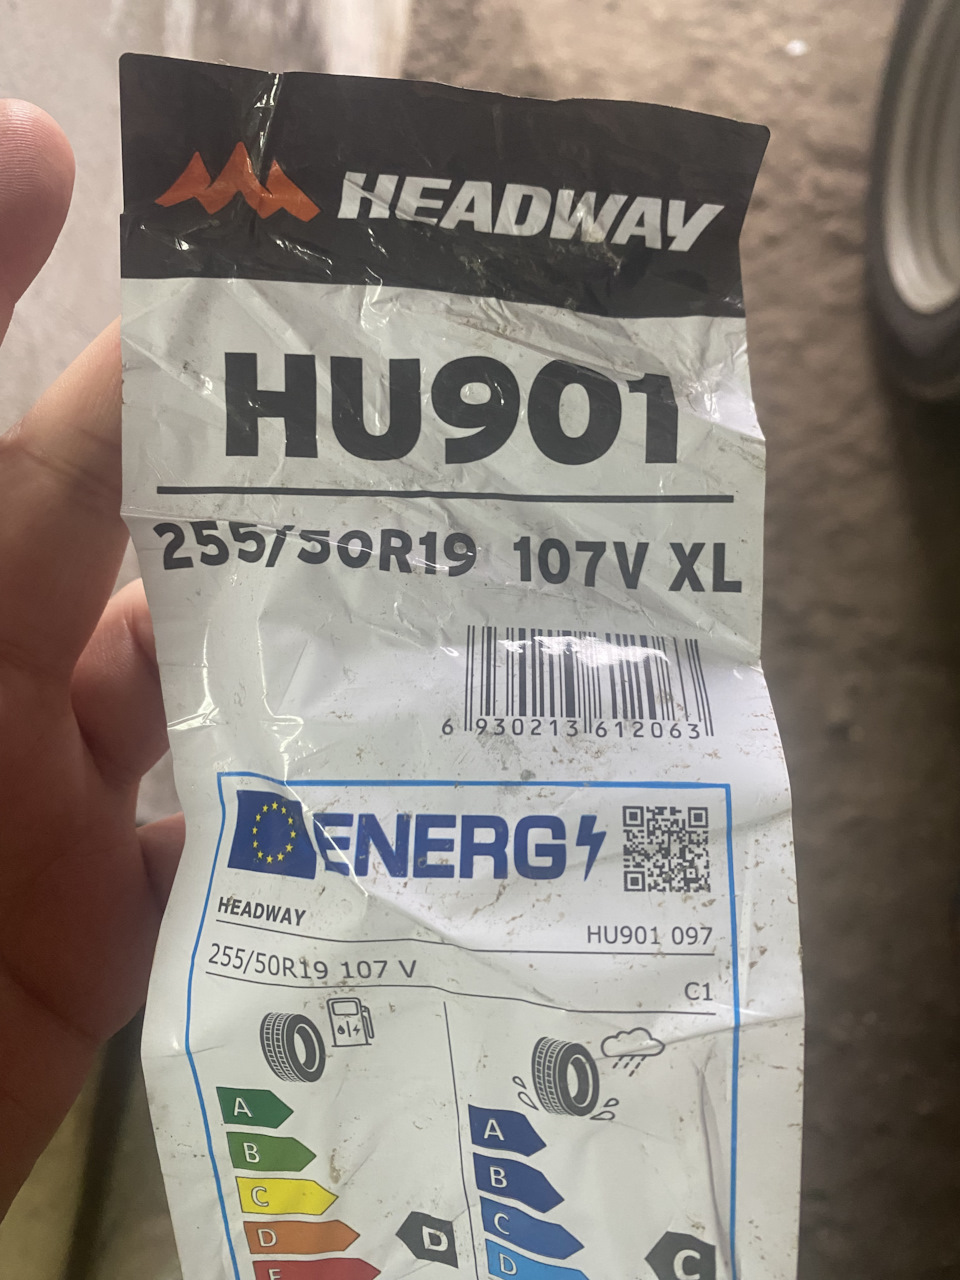 HEADWAY
HU901
255/50R19 107V XL
6 930213 612063
ENERG
HEADWAY
HU901 097
255/50R19 107 V
C1
A
B
C
D
E
D
A
B
C
D
C